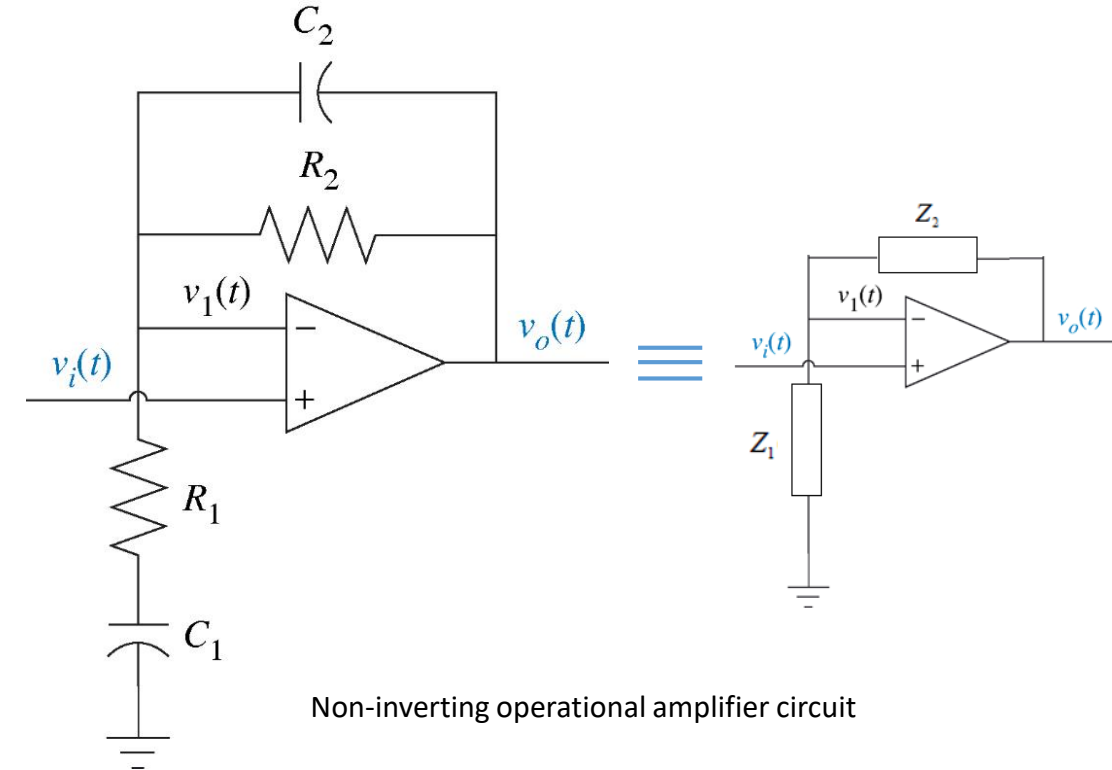 C₂
R₂
v₁(t)
−
vₒ(t)
vᵢ(t)
+
R₁
C₁
Z₂
v₁(t)
−
vₒ(t)
vᵢ(t)
+
Z₁
Non-inverting operational amplifier circuit